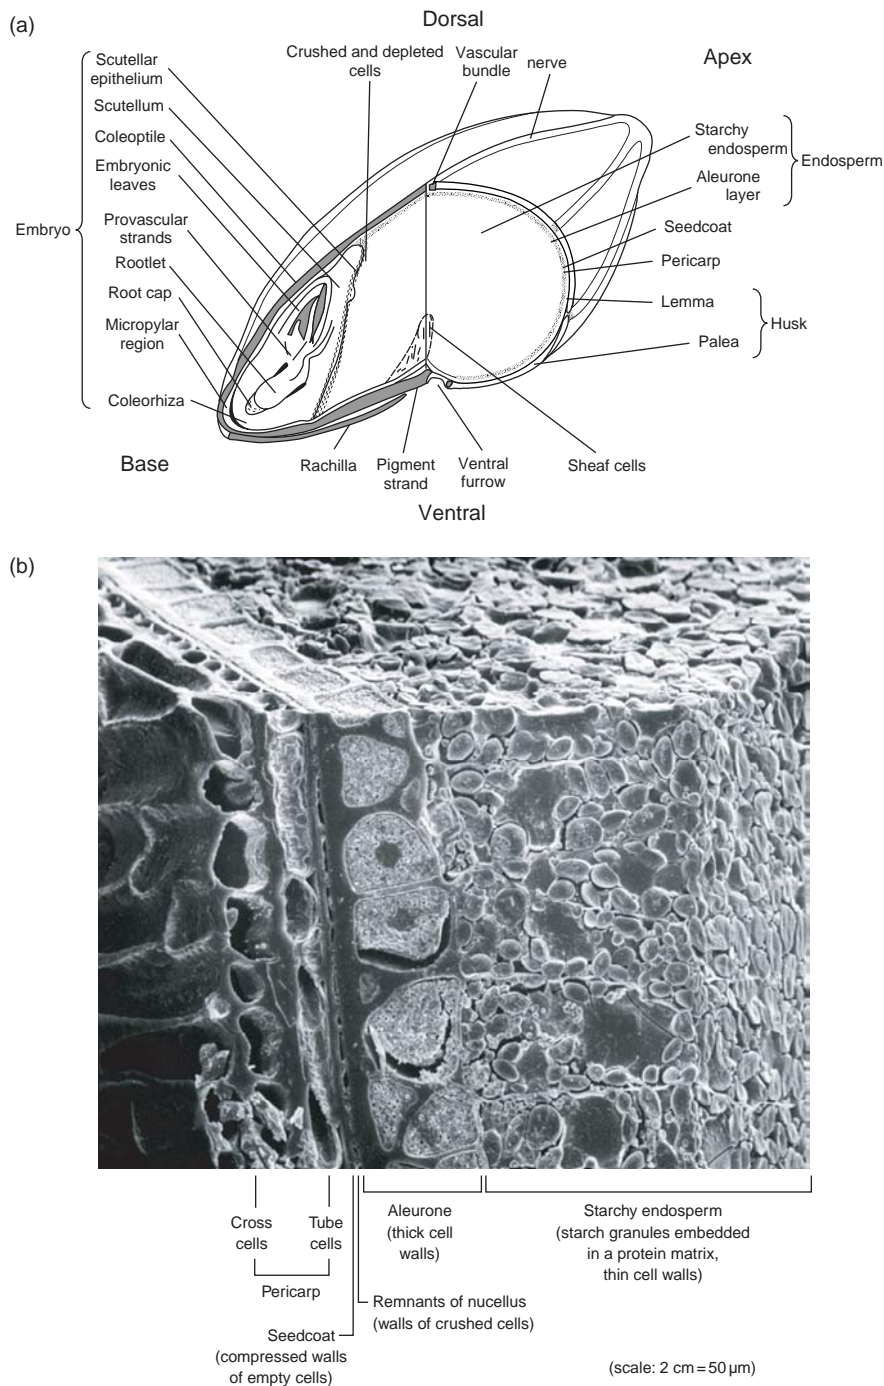 (a)
Dorsal
Apex
Base
Ventral
Embryo
Scutellar
epithelium
Scutellum
Coleoptile
Embryonic
leaves
Provascular
strands
Rootlet
Root cap
Micropylar
region
Coleorhiza
Crushed and depleted
cells
Vascular
bundle
nerve
Starchy
endosperm
Aleurone
layer
Endosperm
Seedcoat
Pericarp
Lemma
Palea
Husk
Rachilla
Pigment
strand
Ventral
furrow
Sheaf cells
(b)
Cross
cells
Tube
cells
Pericarp
Aleurone
(thick cell
walls)
Starchy endosperm
(starch granules embedded
in a protein matrix,
thin cell walls)
Remnants of nucellus
(walls of crushed cells)
Seedcoat
(compressed walls
of empty cells)
(scale: 2 cm = 50 μm)